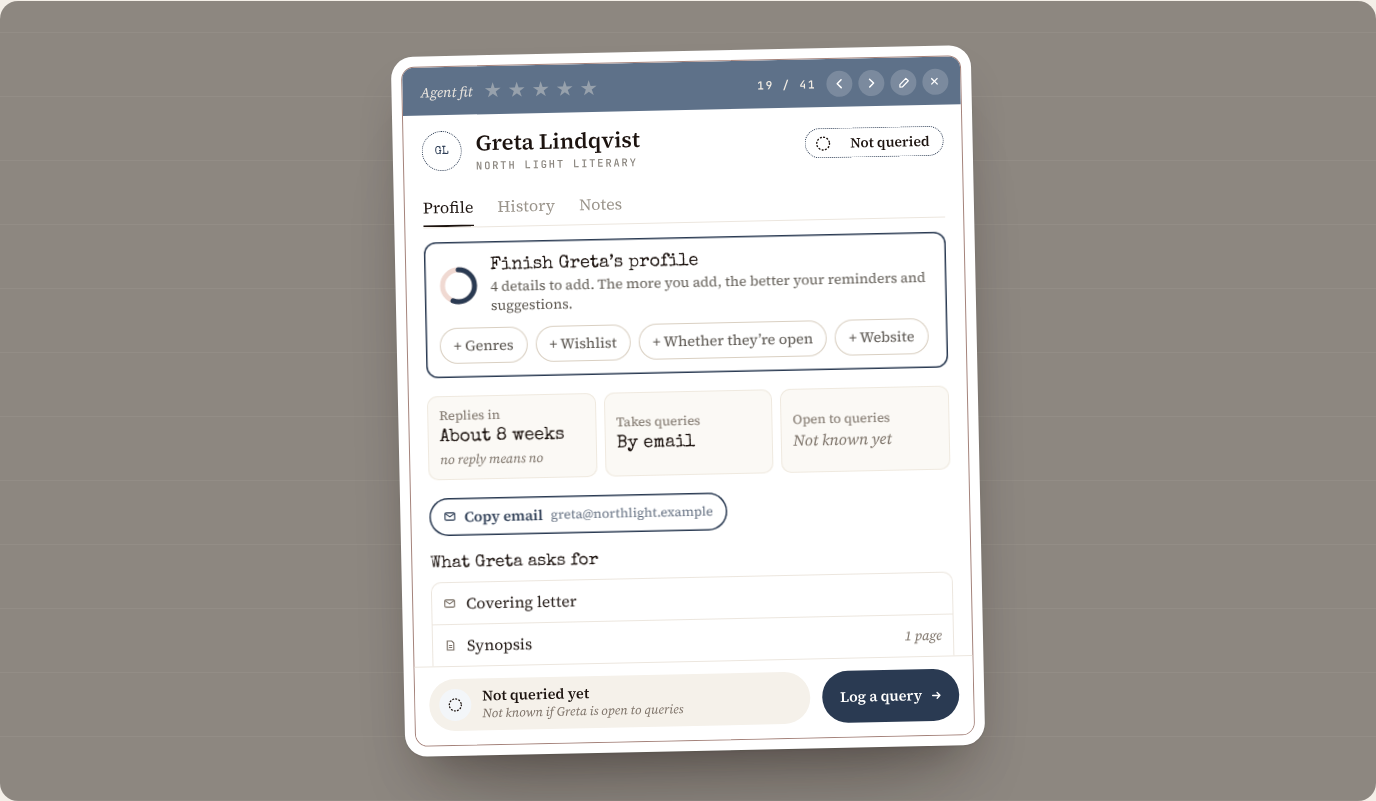 Agent fit
19 / 41
GL
Greta Lindqvist
NORTH LIGHT LITERARY
Not queried
Profile
History
Notes
Finish Greta’s profile
4 details to add. The more you add, the better your reminders and
suggestions.
+ Genres
+ Wishlist
+ Whether they’re open
+ Website
Replies in
About 8 weeks
no reply means no
Takes queries
By email
Open to queries
Not known yet
Copy email greta@northlight.example
What Greta asks for
Covering letter
Synopsis
1 page
Not queried yet
Not known if Greta is open to queries
Log a query →